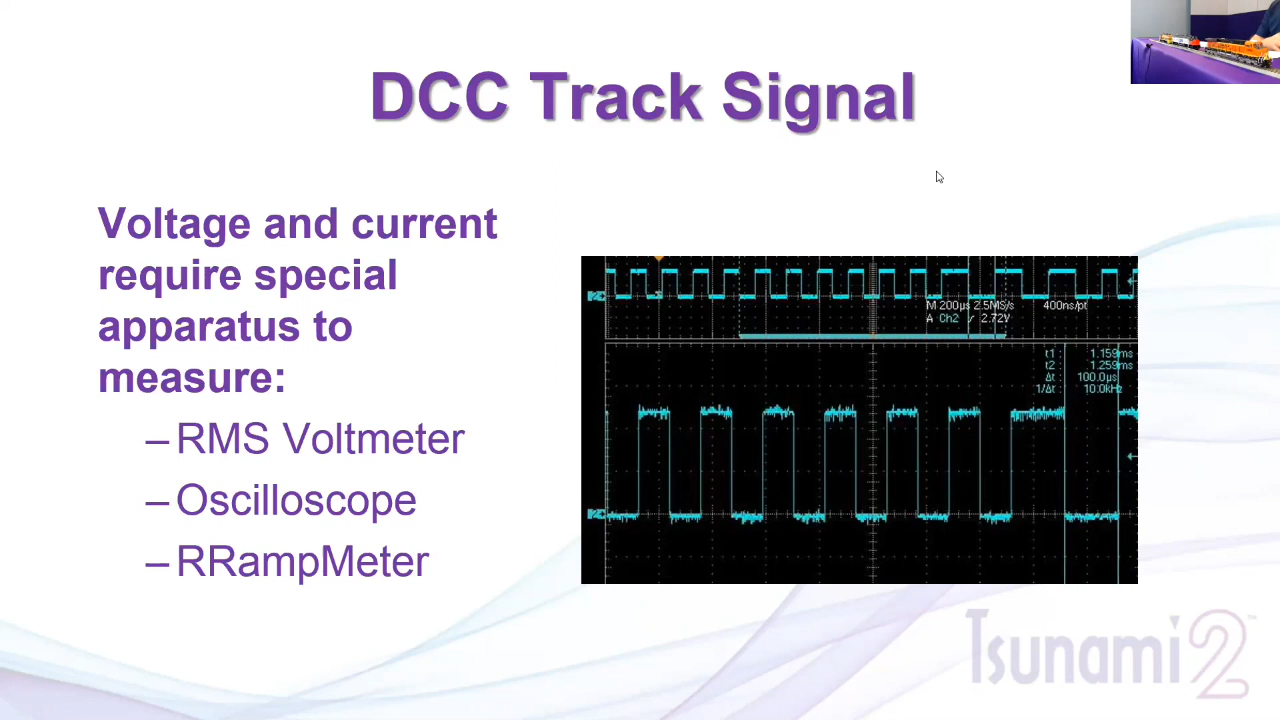 DCC Track Signal
Voltage and current
require special
apparatus to
measure:
–RMS Voltmeter
–Oscilloscope
–RRampMeter
M 200µs 2.5MS/s 400ns/pt
A Ch2 / 2.72V
t1 : 1.159ms
t2 : 1.259ms
Δt : 100.0µs
1/Δt : 10.0kHz
Tsunami2™